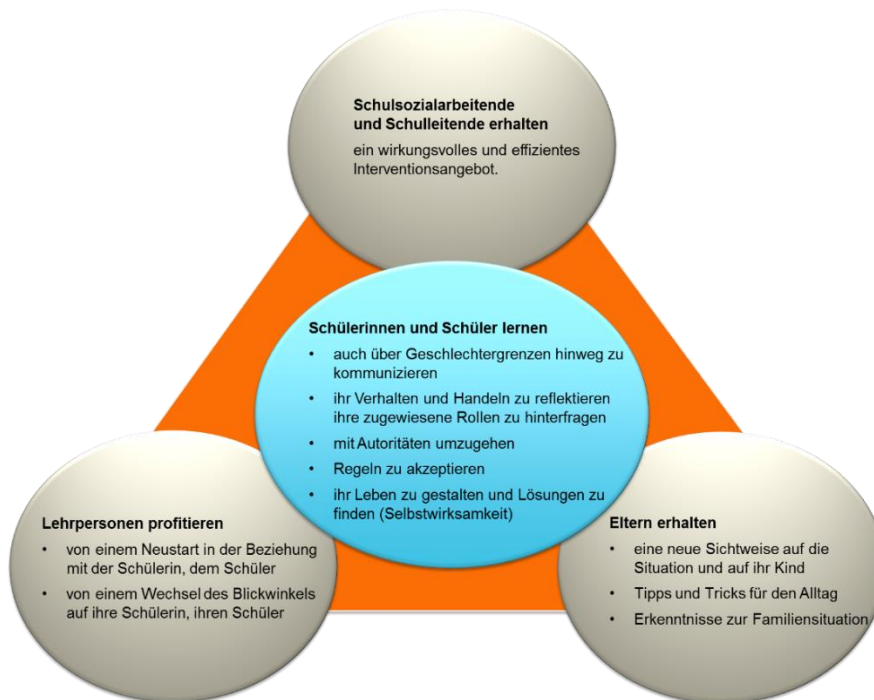 Schulsozialarbeitende
und Schulleitende erhalten
ein wirkungsvolles und effizientes
Interventionsangebot.
Schülerinnen und Schüler lernen
• auch über Geschlechtergrenzen hinweg zu
kommunizieren
• ihr Verhalten und Handeln zu reflektieren
ihre zugewiesene Rollen zu hinterfragen
• mit Autoritäten umzugehen
• Regeln zu akzeptieren
• ihr Leben zu gestalten und Lösungen zu
finden (Selbstwirksamkeit)
Lehrpersonen profitieren
• von einem Neustart in der Beziehung
mit der Schülerin, dem Schüler
• von einem Wechsel des Blickwinkels
auf ihre Schülerin, ihren Schüler
Eltern erhalten
• eine neue Sichtweise auf die
Situation und auf ihr Kind
• Tipps und Tricks für den Alltag
• Erkenntnisse zur Familiensituation